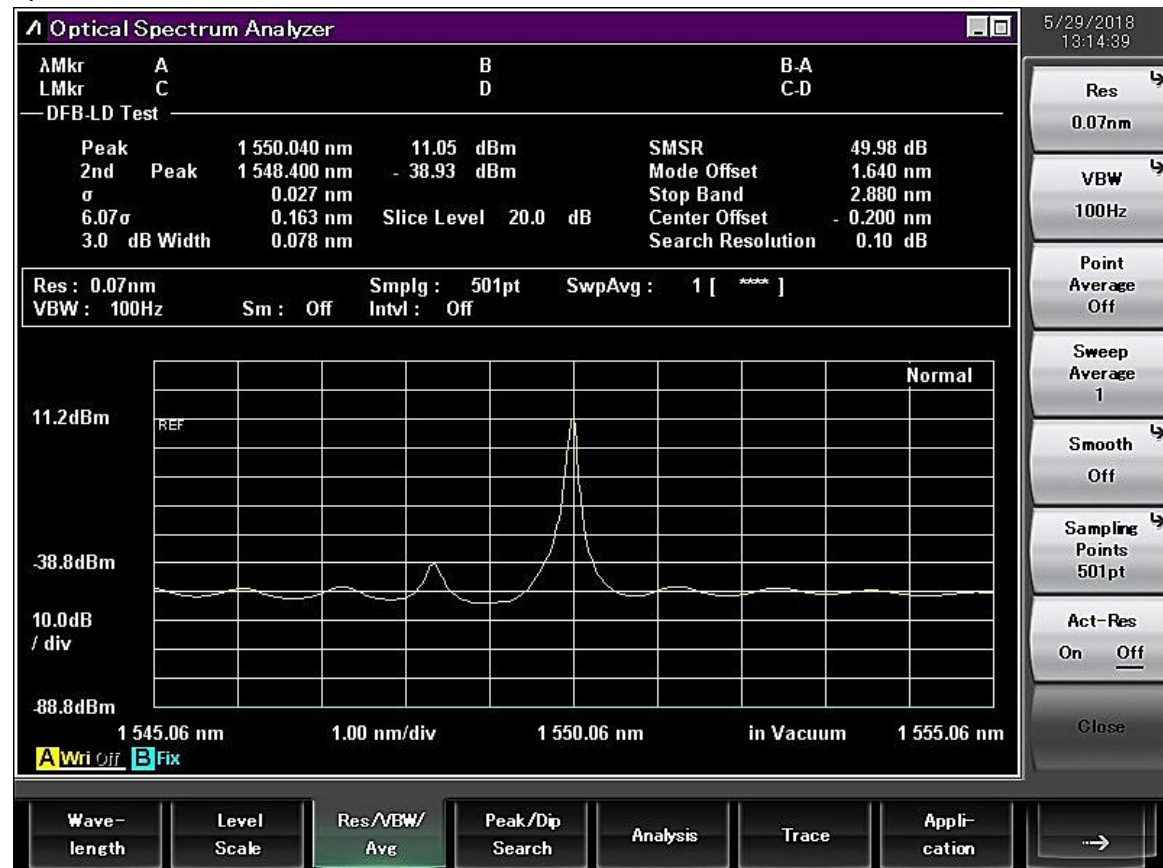 Optical Spectrum Analyzer
5/29/2018
13:14:39
λMkr A B B-A
LMkr C D C-D
DFB-LD Test
Peak 1 550.040 nm 11.05 dBm SMSR 49.98 dB
2nd Peak 1 548.400 nm - 38.93 dBm Mode Offset 1.640 nm
σ 0.027 nm Stop Band 2.880 nm
6.07σ 0.163 nm Slice Level 20.0 dB Center Offset - 0.200 nm
3.0 dB Width 0.078 nm Search Resolution 0.10 dB
Res : 0.07nm Smplg : 501pt SwpAvg : 1 [ **** ]
VBW : 100Hz Sm : Off Intvl : Off
Normal
11.2dBm
REF
-38.8dBm
10.0dB
/ div
-88.8dBm
1 545.06 nm 1.00 nm/div 1 550.06 nm in Vacuum 1 555.06 nm
A Wri Off B Fix
Res
0.07nm
VBW
100Hz
Point
Average
Off
Sweep
Average
1
Smooth
Off
Sampling
Points
501pt
Act-Res
On Off
Close
Wave-
length
Level
Scale
Res/VBW/
Avg
Peak/Dip
Search
Analysis
Trace
Appli-
cation